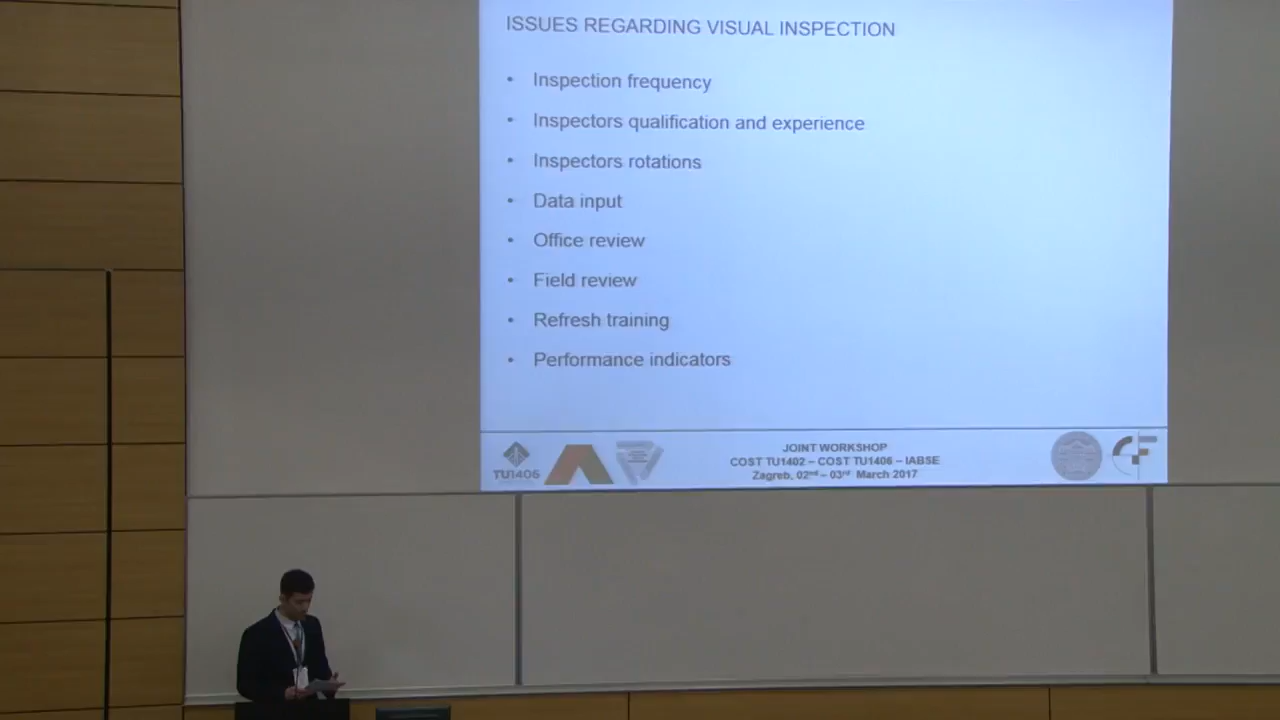 ISSUES REGARDING VISUAL INSPECTION
• Inspection frequency
• Inspectors qualification and experience
• Inspectors rotations
• Data input
• Office review
• Field review
• Refresh training
• Performance indicators
TU1406
JOINT WORKSHOP
COST TU1402 – COST TU1406 – IABSE
Zagreb, 02nd – 03rd March 2017